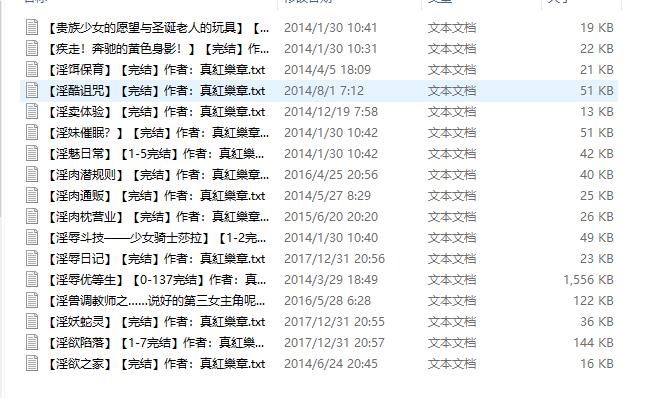 【贵族少女的愿望与圣诞老人的玩具】【... 2014/1/30 10:41 文本文档 19 KB
【疾走！奔驰的黄色身影！】【完结】作... 2014/1/30 10:31 文本文档 22 KB
【淫饵保育】【完结】作者：真紅樂章.txt 2014/4/5 18:09 文本文档 21 KB
【淫酷诅咒】【完结】作者：真紅樂章.txt 2014/8/1 7:12 文本文档 51 KB
【淫卖体验】【完结】作者：真紅樂章.txt 2014/12/19 7:58 文本文档 13 KB
【淫妹催眠？】【完结】作者：真紅樂章... 2014/1/30 10:42 文本文档 51 KB
【淫魅日常】【1-5完结】作者：真紅樂... 2014/1/30 10:42 文本文档 42 KB
【淫肉潜规则】【完结】作者：真紅樂章... 2016/4/25 20:56 文本文档 40 KB
【淫肉通贩】【完结】作者：真紅樂章.txt 2014/5/27 8:29 文本文档 25 KB
【淫肉枕营业】【完结】作者：真紅樂章... 2015/6/20 20:20 文本文档 26 KB
【淫辱斗技——少女骑士莎拉】【1-2完... 2014/1/30 10:40 文本文档 49 KB
【淫辱日记】【完结】作者：真紅樂章.txt 2017/12/31 20:56 文本文档 23 KB
【淫辱优等生】【0-137完结】作者：真... 2014/3/29 18:49 文本文档 1,556 KB
【淫兽调教师之......说好的第三女主角呢... 2016/5/28 6:28 文本文档 122 KB
【淫妖蛇灵】【完结】作者：真紅樂章.txt 2017/12/31 20:55 文本文档 36 KB
【淫欲陷落】【1-7完结】作者：真紅樂... 2017/12/31 20:57 文本文档 144 KB
【淫欲之家】【完结】作者：真紅樂章.txt 2014/6/24 20:45 文本文档 16 KB